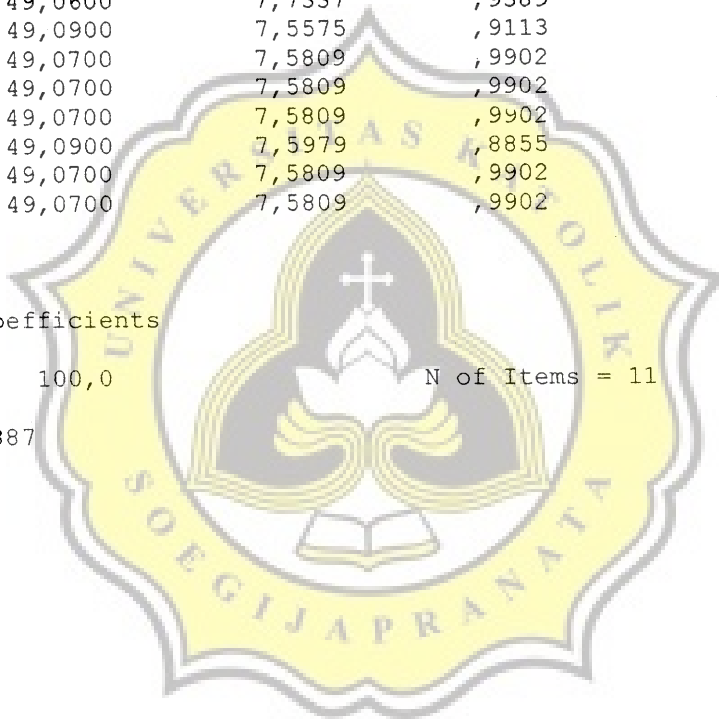 49,0600 7,7337 ,9389
49,0900 7,5575 ,9113
49,0700 7,5809 ,9902
49,0700 7,5809 ,9902
49,0700 7,5809 ,9902
49,0900 7,5979 ,8855
49,0700 7,5809 ,9902
49,0700 7,5809 ,9902
oefficients
100,0 N of Items = 11
387
UNIVERSITAS KATOLIK
SOEGIJAPRANATA